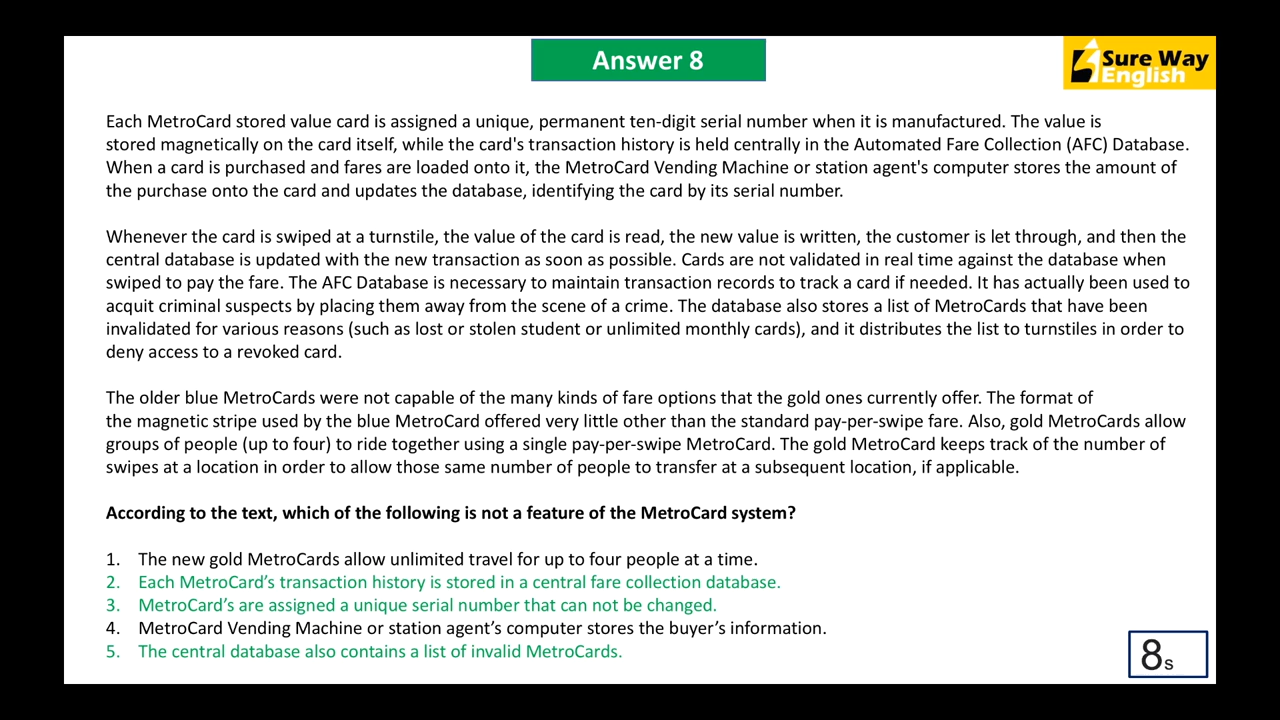 Answer 8
Sure Way
English
Each MetroCard stored value card is assigned a unique, permanent ten-digit serial number when it is manufactured. The value is
stored magnetically on the card itself, while the card's transaction history is held centrally in the Automated Fare Collection (AFC) Database.
When a card is purchased and fares are loaded onto it, the MetroCard Vending Machine or station agent's computer stores the amount of
the purchase onto the card and updates the database, identifying the card by its serial number.
Whenever the card is swiped at a turnstile, the value of the card is read, the new value is written, the customer is let through, and then the
central database is updated with the new transaction as soon as possible. Cards are not validated in real time against the database when
swiped to pay the fare. The AFC Database is necessary to maintain transaction records to track a card if needed. It has actually been used to
acquit criminal suspects by placing them away from the scene of a crime. The database also stores a list of MetroCards that have been
invalidated for various reasons (such as lost or stolen student or unlimited monthly cards), and it distributes the list to turnstiles in order to
deny access to a revoked card.
The older blue MetroCards were not capable of the many kinds of fare options that the gold ones currently offer. The format of
the magnetic stripe used by the blue MetroCard offered very little other than the standard pay-per-swipe fare. Also, gold MetroCards allow
groups of people (up to four) to ride together using a single pay-per-swipe MetroCard. The gold MetroCard keeps track of the number of
swipes at a location in order to allow those same number of people to transfer at a subsequent location, if applicable.
According to the text, which of the following is not a feature of the MetroCard system?
1. The new gold MetroCards allow unlimited travel for up to four people at a time.
2. Each MetroCard’s transaction history is stored in a central fare collection database.
3. MetroCard’s are assigned a unique serial number that can not be changed.
4. MetroCard Vending Machine or station agent’s computer stores the buyer’s information.
5. The central database also contains a list of invalid MetroCards.
8s